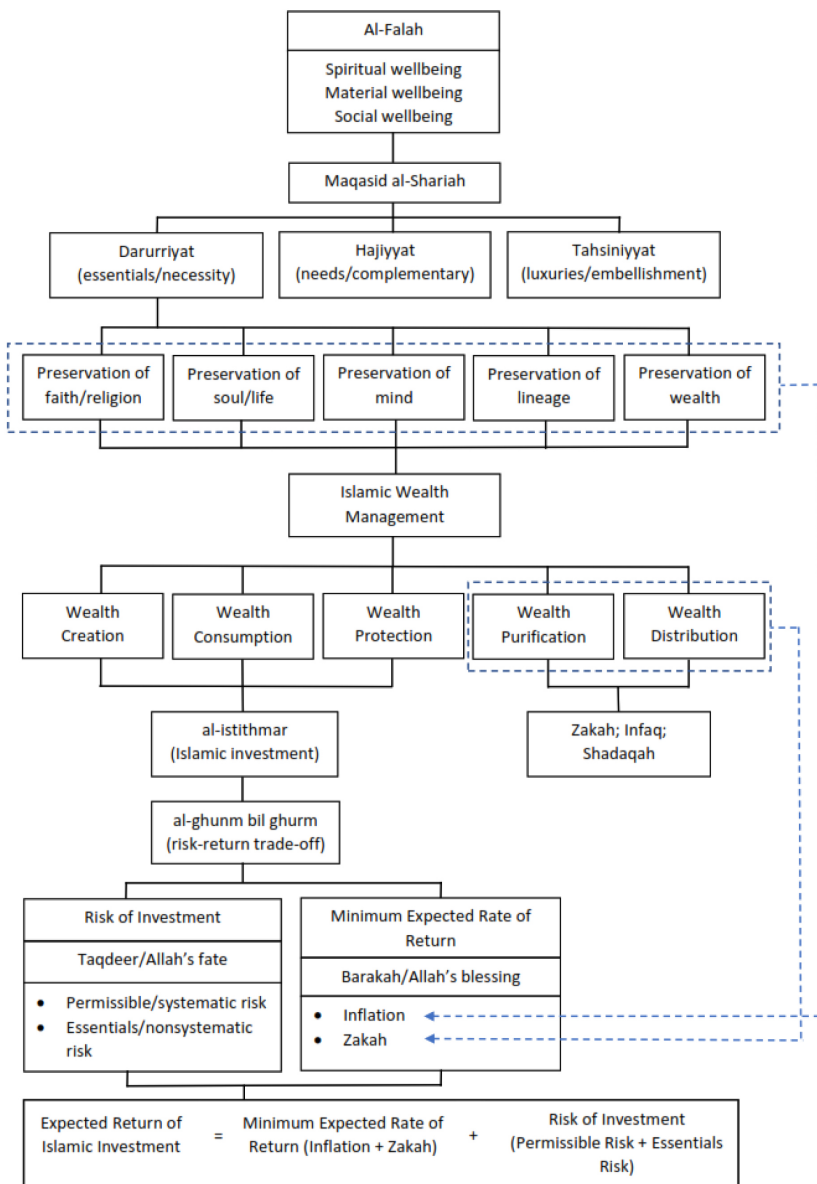 Al-Falah
Spiritual wellbeing
Material wellbeing
Social wellbeing
Maqasid al-Shariah
Darurriyat
(essentials/necessity)
Hajiyyat
(needs/complementary)
Tahsiniyyat
(luxuries/embellishment)
Preservation of
faith/religion
Preservation of
soul/life
Preservation of
mind
Preservation of
lineage
Preservation of
wealth
Islamic Wealth
Management
Wealth
Creation
Wealth
Consumption
Wealth
Protection
Wealth
Purification
Wealth
Distribution
al-istithmar
(Islamic investment)
Zakah; Infaq;
Shadaqah
al-ghunm bil ghurm
(risk-return trade-off)
Risk of Investment
Taqdeer/Allah's fate
• Permissible/systematic risk
• Essentials/nonsystematic
risk
Minimum Expected Rate of
Return
Barakah/Allah's blessing
• Inflation
• Zakah
Expected Return of
Islamic Investment
=
Minimum Expected Rate of
Return (Inflation + Zakah)
+
Risk of Investment
(Permissible Risk + Essentials
Risk)